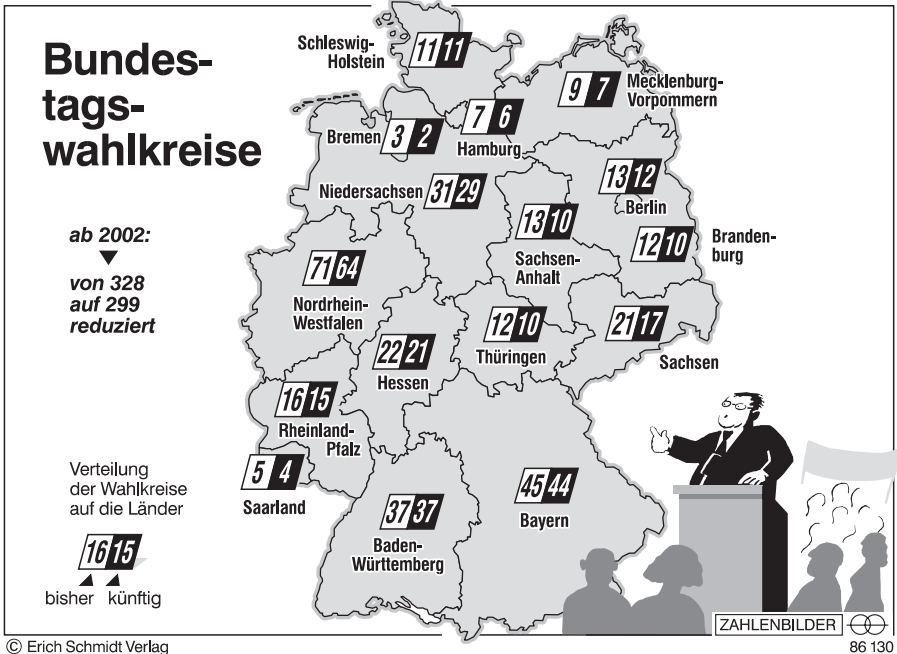 Bundes-
tags-
wahlkreise
ab 2002:
von 328
auf 299
reduziert
Verteilung
der Wahlkreise
auf die Länder
16 15
bisher künftig
Schleswig-
Holstein
11 11
9 7
Mecklenburg-
Vorpommern
7 6
Hamburg
Bremen
3 2
Niedersachsen
31 29
13 12
Berlin
13 10
Sachsen-
Anhalt
12 10
Branden-
burg
71 64
Nordrhein-
Westfalen
12 10
Thüringen
21 17
Sachsen
22 21
Hessen
16 15
Rheinland-
Pfalz
5 4
Saarland
37 37
Baden-
Württemberg
45 44
Bayern
ZAHLENBILDER
© Erich Schmidt Verlag
86 130